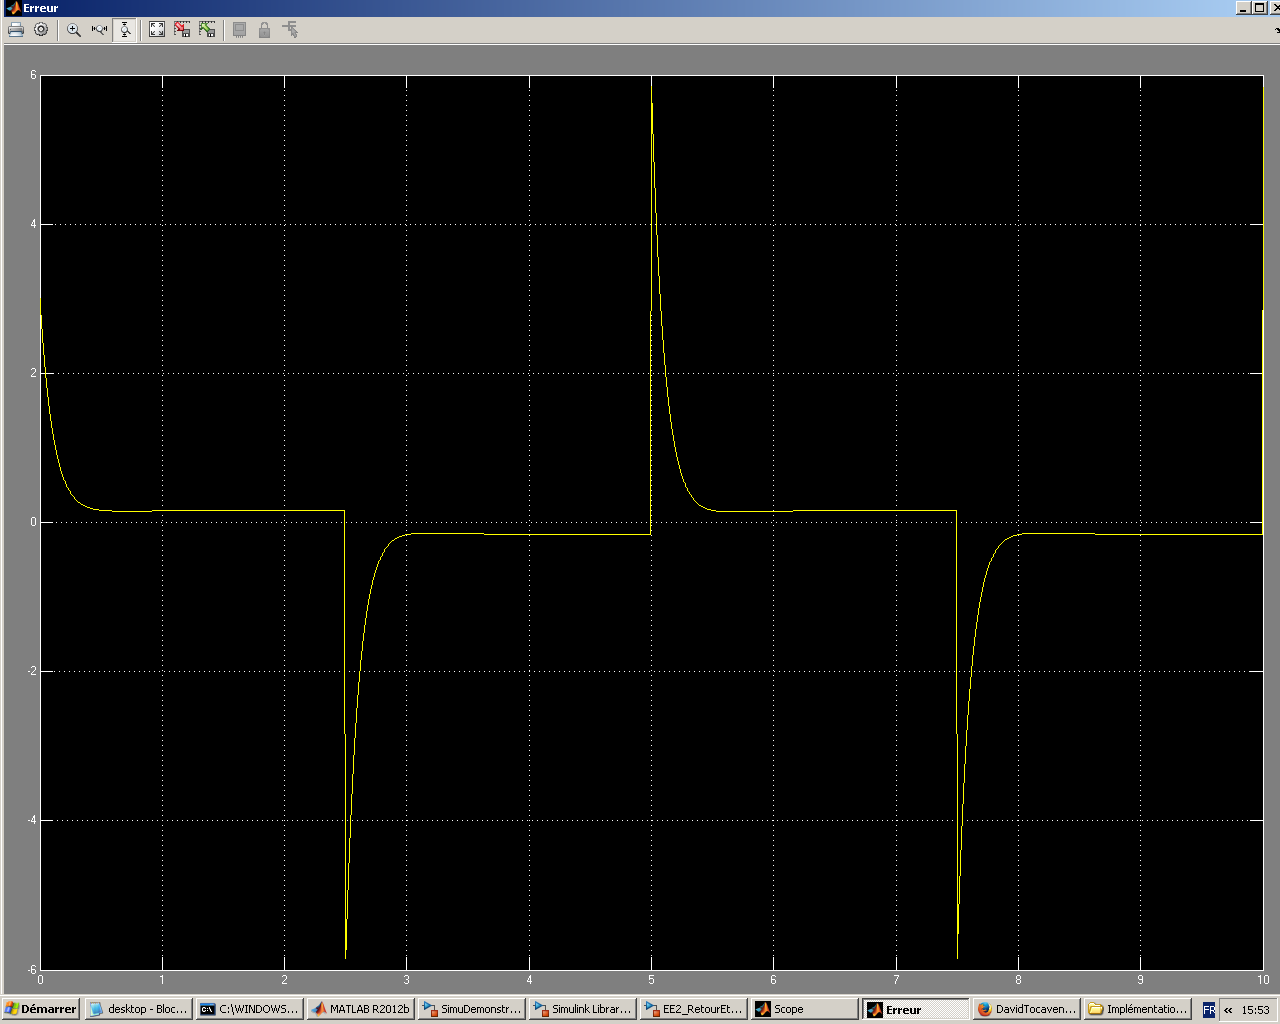 Erreur
6
4
2
0
-2
-4
-6
0 1 2 3 4 5 6 7 8 9 10
Démarrer desktop - Bloc... C:\WINDOWS... MATLAB R2012b SimuDemonstr... Simulink Librar... EE2_RetourEt... Scope Erreur DavidTocaven... Implémentatio... FR « 15:53